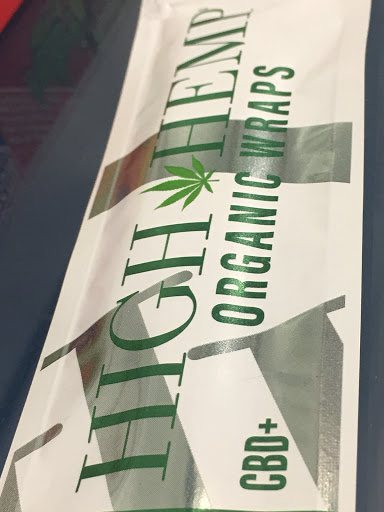 HIGH HEMP
ORGANIC WRAPS
CBD+